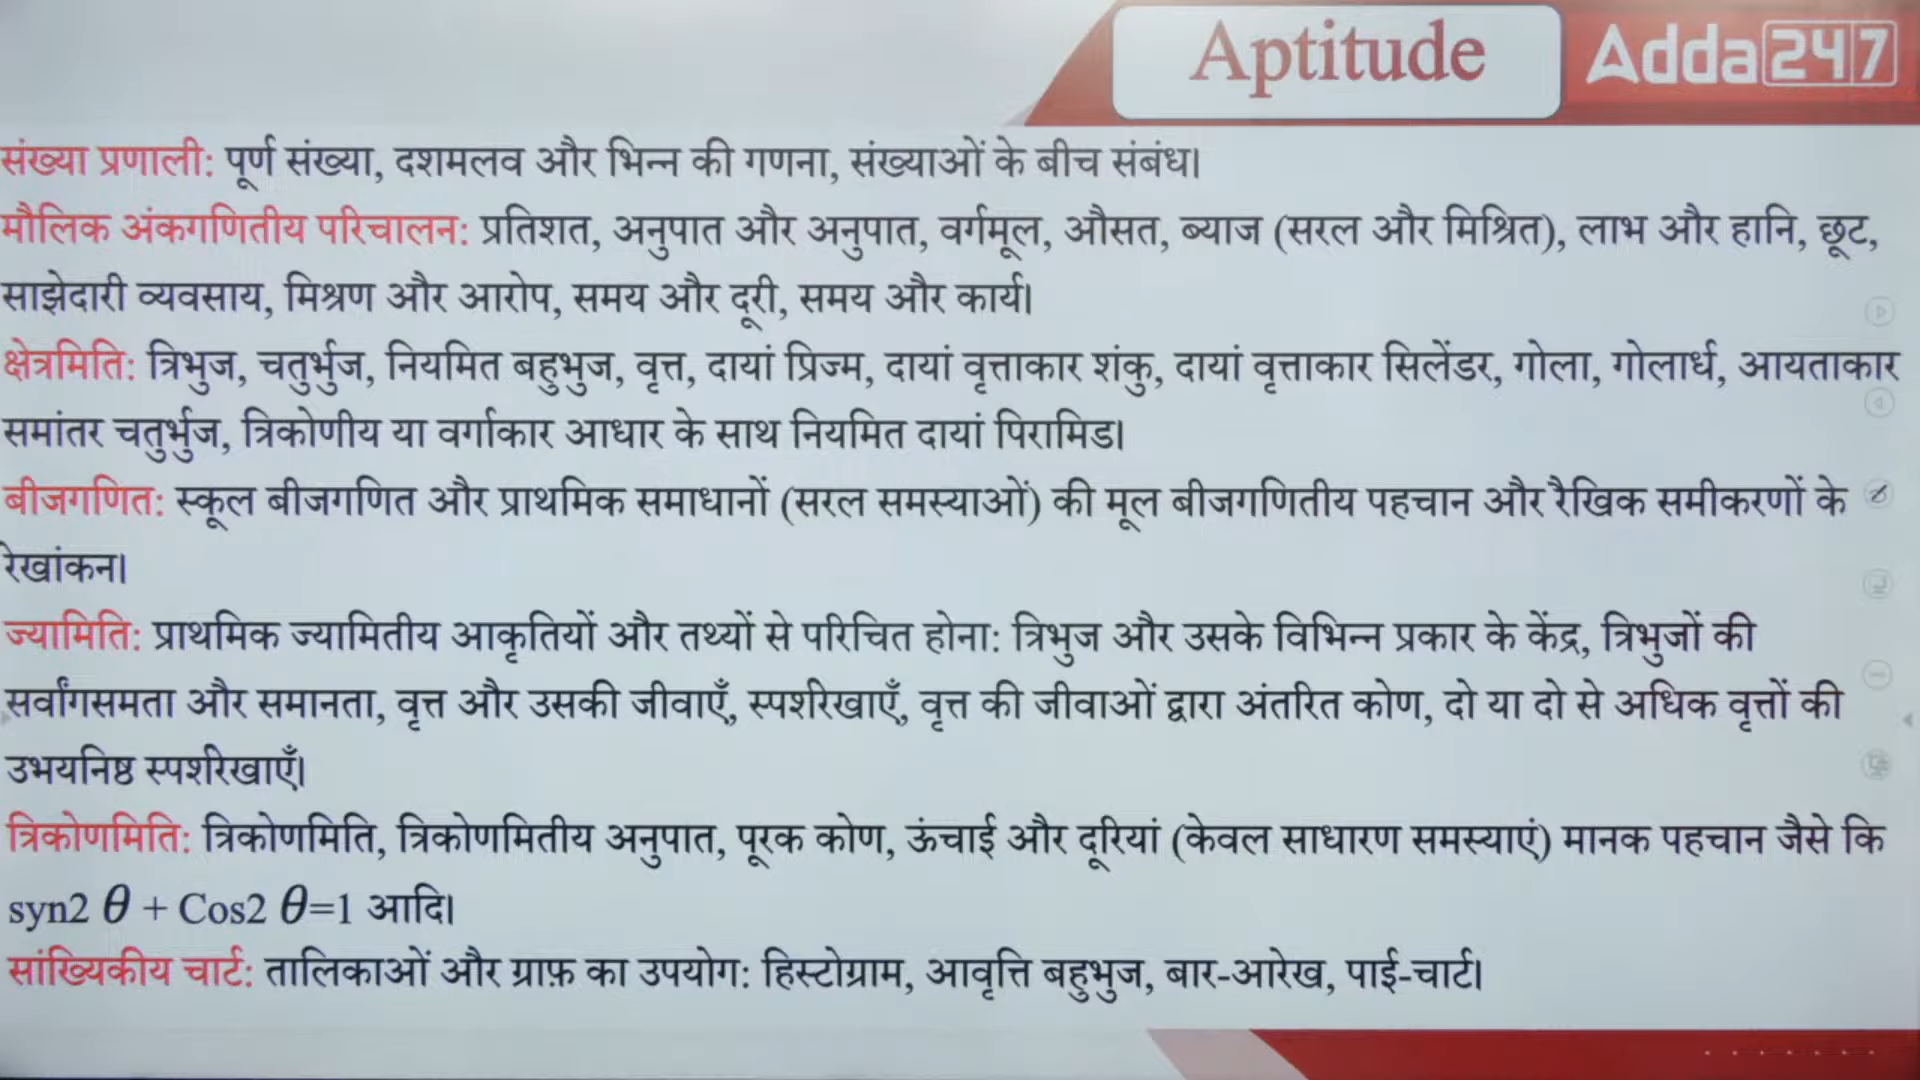 Aptitude
Adda247
संख्या प्रणाली: पूर्ण संख्या, दशमलव और भिन्न की गणना, संख्याओं के बीच संबंध।
मौलिक अंकगणितीय परिचालन: प्रतिशत, अनुपात और अनुपात, वर्गमूल, औसत, ब्याज (सरल और मिश्रित), लाभ और हानि, छूट,
साझेदारी व्यवसाय, मिश्रण और आरोप, समय और दूरी, समय और कार्य।
क्षेत्रमिति: त्रिभुज, चतुर्भुज, नियमित बहुभुज, वृत्त, दायां प्रिज्म, दायां वृत्ताकार शंकु, दायां वृत्ताकार सिलेंडर, गोला, गोलार्ध, आयताकार
समांतर चतुर्भुज, त्रिकोणीय या वर्गाकार आधार के साथ नियमित दायां पिरामिड।
बीजगणित: स्कूल बीजगणित और प्राथमिक समाधानों (सरल समस्याओं) की मूल बीजगणितीय पहचान और रैखिक समीकरणों के
रेखांकन।
ज्यामिति: प्राथमिक ज्यामितीय आकृतियों और तथ्यों से परिचित होना: त्रिभुज और उसके विभिन्न प्रकार के केंद्र, त्रिभुजों की
सर्वांगसमता और समानता, वृत्त और उसकी जीवाएँ, स्पर्शरेखाएँ, वृत्त की जीवाओं द्वारा अंतरित कोण, दो या दो से अधिक वृत्तों की
उभयनिष्ठ स्पर्शरेखाएँ।
त्रिकोणमिति: त्रिकोणमिति, त्रिकोणमितीय अनुपात, पूरक कोण, ऊंचाई और दूरियां (केवल साधारण समस्याएं) मानक पहचान जैसे कि
syn2 θ + Cos2 θ=1 आदि।
सांख्यिकीय चार्ट: तालिकाओं और ग्राफ़ का उपयोग: हिस्टोग्राम, आवृत्ति बहुभुज, बार-आरेख, पाई-चार्ट।